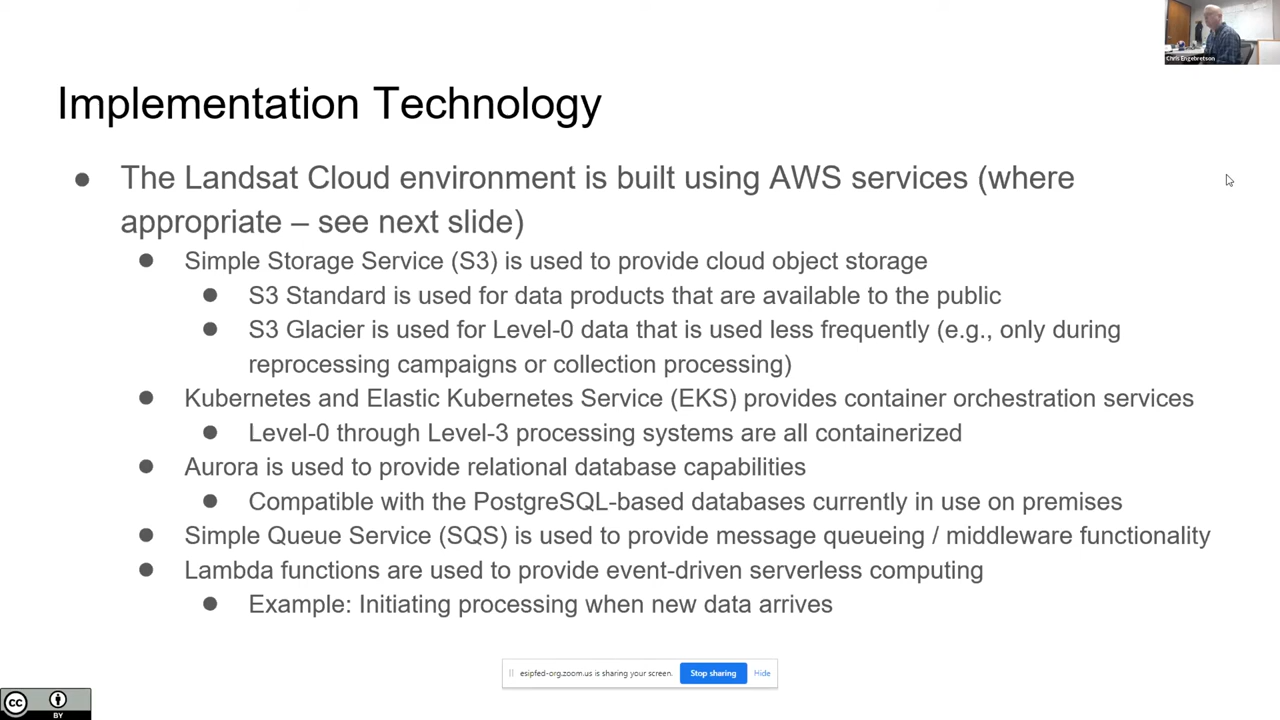 Chris Engebretson
Implementation Technology
● The Landsat Cloud environment is built using AWS services (where
appropriate – see next slide)
● Simple Storage Service (S3) is used to provide cloud object storage
● S3 Standard is used for data products that are available to the public
● S3 Glacier is used for Level-0 data that is used less frequently (e.g., only during
reprocessing campaigns or collection processing)
● Kubernetes and Elastic Kubernetes Service (EKS) provides container orchestration services
● Level-0 through Level-3 processing systems are all containerized
● Aurora is used to provide relational database capabilities
● Compatible with the PostgreSQL-based databases currently in use on premises
● Simple Queue Service (SQS) is used to provide message queueing / middleware functionality
● Lambda functions are used to provide event-driven serverless computing
● Example: Initiating processing when new data arrives
esipfed-org.zoom.us is sharing your screen. Stop sharing Hide
cc
BY